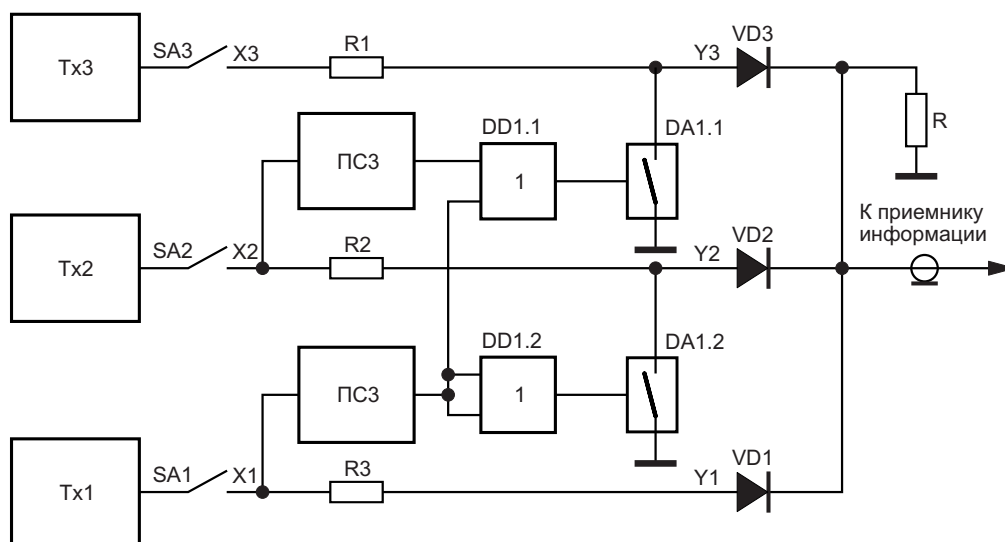 Tx3
SA3
X3
R1
Y3
VD3
R
ПС3
DD1.1
1
DA1.1
К приемнику
информации
Tx2
SA2
X2
R2
Y2
VD2
ПС3
DD1.2
1
DA1.2
Tx1
SA1
X1
R3
Y1
VD1